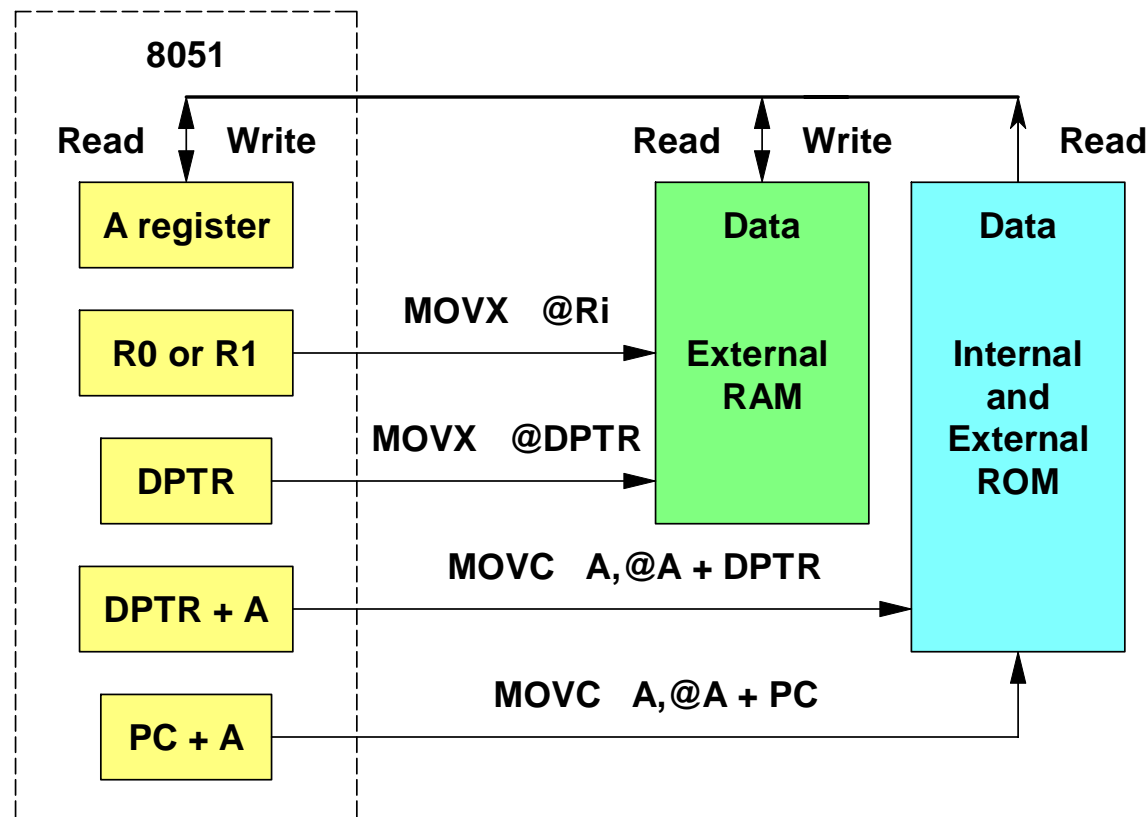 8051
Read Write Read Write Read
A register Data Data
MOVX @Ri
R0 or R1 External Internal
RAM and
MOVX @DPTR External
DPTR ROM
MOVC A,@A + DPTR
DPTR + A
MOVC A,@A + PC
PC + A